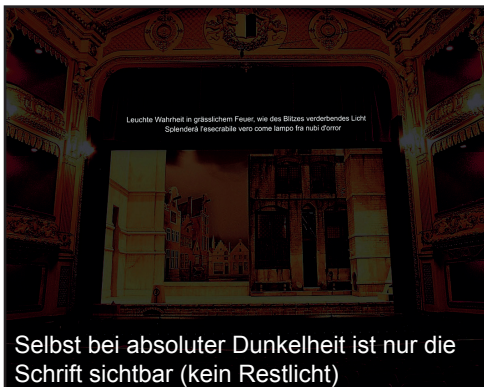 Leuchte Wahrheit in grässlichem Feuer, wie des Blitzes verderbendes Licht
Splenderà l'esecrabile vero come lampo fra nubi d'orror
Selbst bei absoluter Dunkelheit ist nur die
Schrift sichtbar (kein Restlicht)